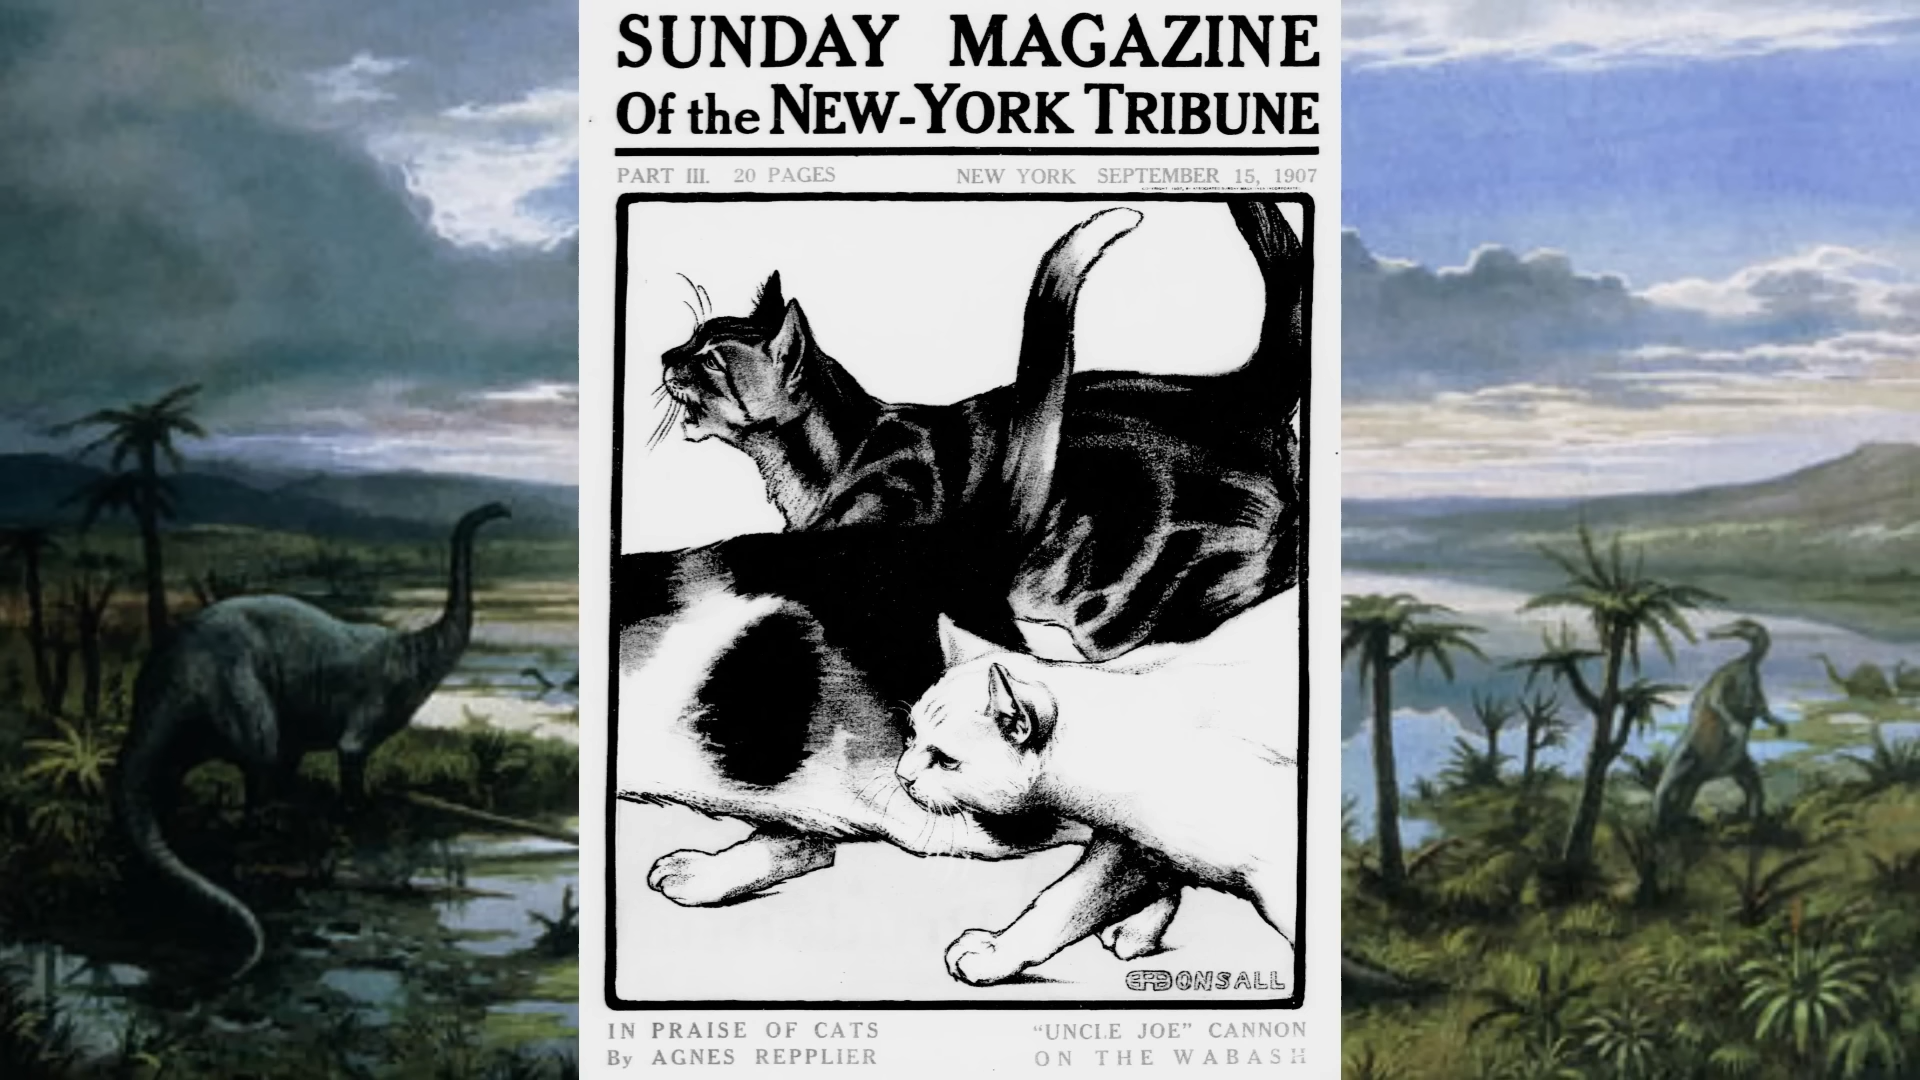 SUNDAY MAGAZINE
Of the NEW-YORK TRIBUNE
PART III. 20 PAGES NEW YORK SEPTEMBER 15, 1907
EPBONSALL
IN PRAISE OF CATS
By AGNES REPPLIER
"UNCLE JOE" CANNON
ON THE WABASH